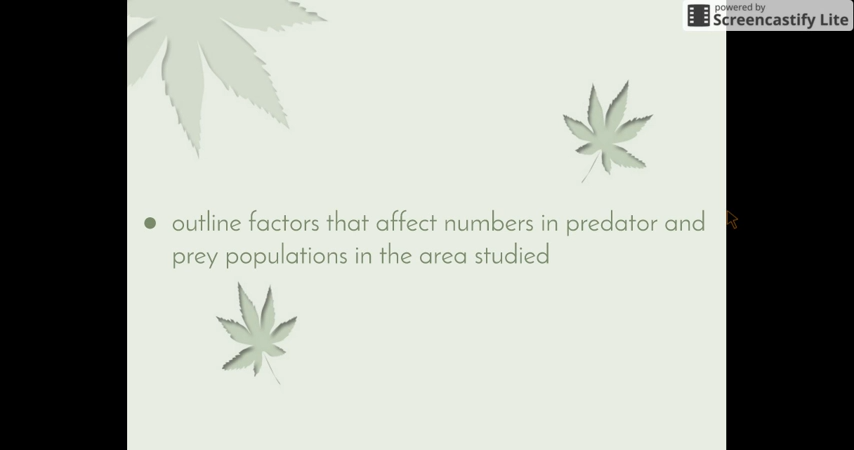 powered by
Screencastify Lite
outline factors that affect numbers in predator and
prey populations in the area studied